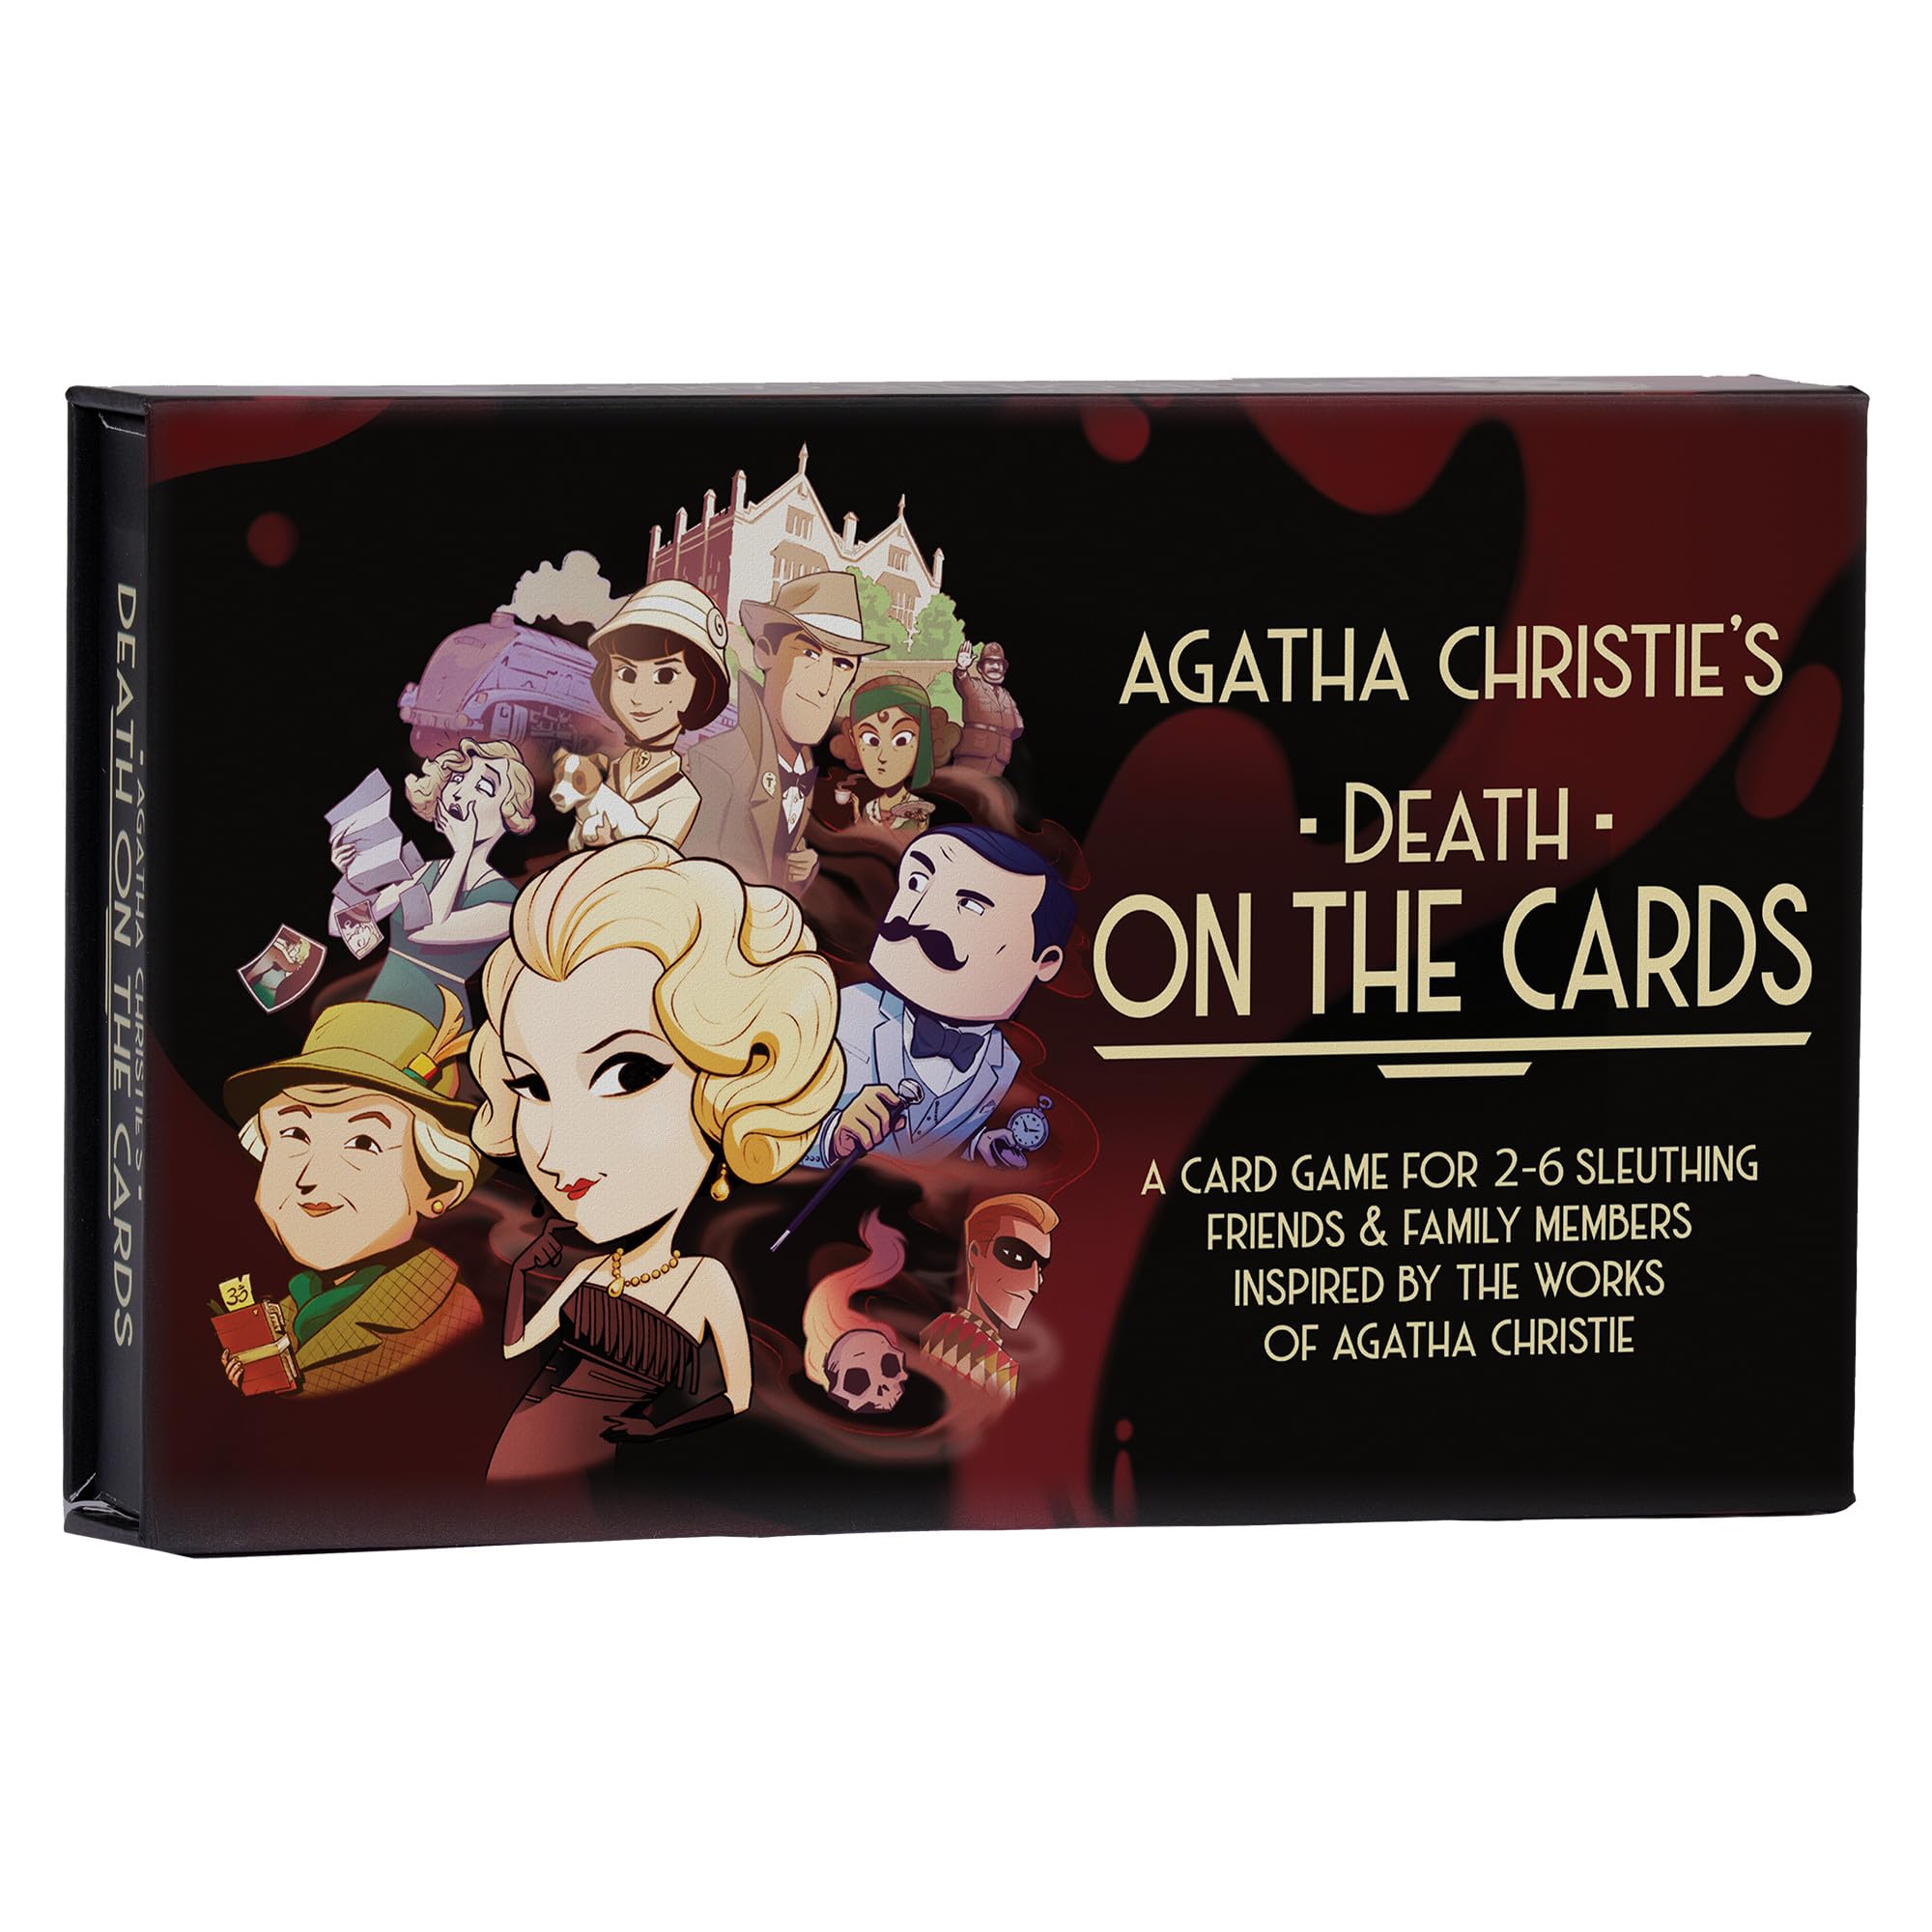 AGATHA CHRISTIE'S
· DEATH ·
ON THE CARDS
A CARD GAME FOR 2-6 SLEUTHING
FRIENDS & FAMILY MEMBERS
INSPIRED BY THE WORKS
OF AGATHA CHRISTIE
· AGATHA CHRISTIE'S ·
DEATH ON THE CARDS